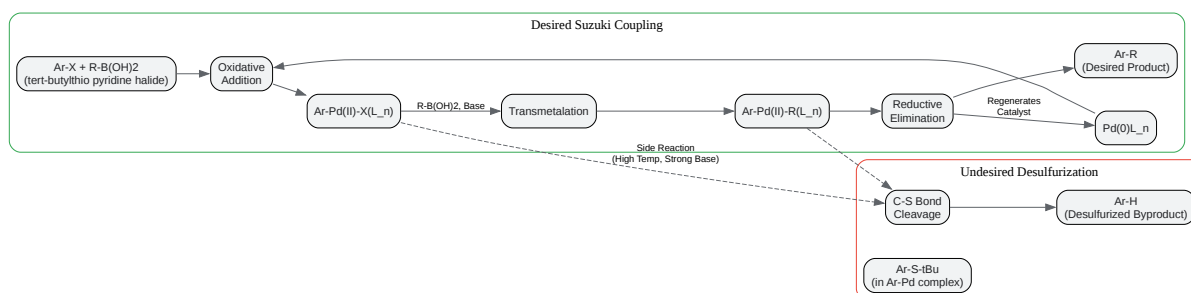 Desired Suzuki Coupling
Ar-X + R-B(OH)2
(tert-butylthio pyridine halide)
Oxidative
Addition
Ar-Pd(II)-X(L_n)
R-B(OH)2, Base
Transmetalation
Ar-Pd(II)-R(L_n)
Reductive
Elimination
Ar-R
(Desired Product)
Regenerates
Catalyst
Pd(0)L_n
Side Reaction
(High Temp, Strong Base)
Undesired Desulfurization
C-S Bond
Cleavage
Ar-H
(Desulfurized Byproduct)
Ar-S-tBu
(in Ar-Pd complex)